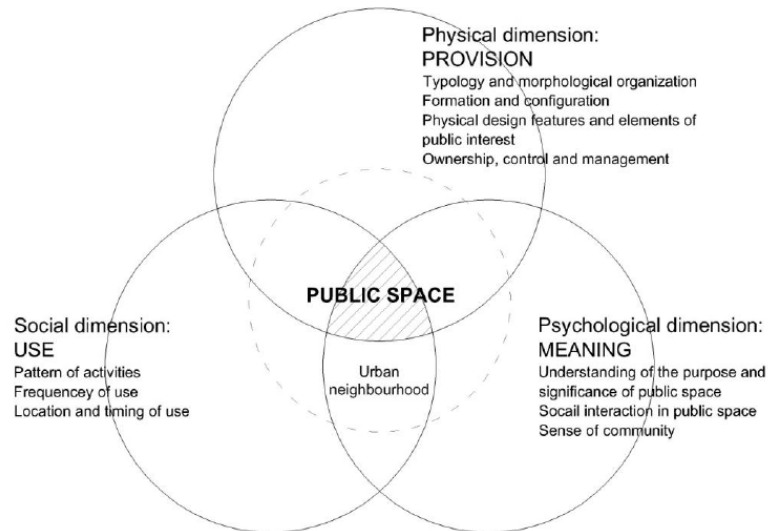 Physical dimension:
PROVISION
Typology and morphological organization
Formation and configuration
Physical design features and elements of
public interest
Ownership, control and management
PUBLIC SPACE
Social dimension:
USE
Pattern of activities
Frequencey of use
Location and timing of use
Urban
neighbourhood
Psychological dimension:
MEANING
Understanding of the purpose and
significance of public space
Socail interaction in public space
Sense of community